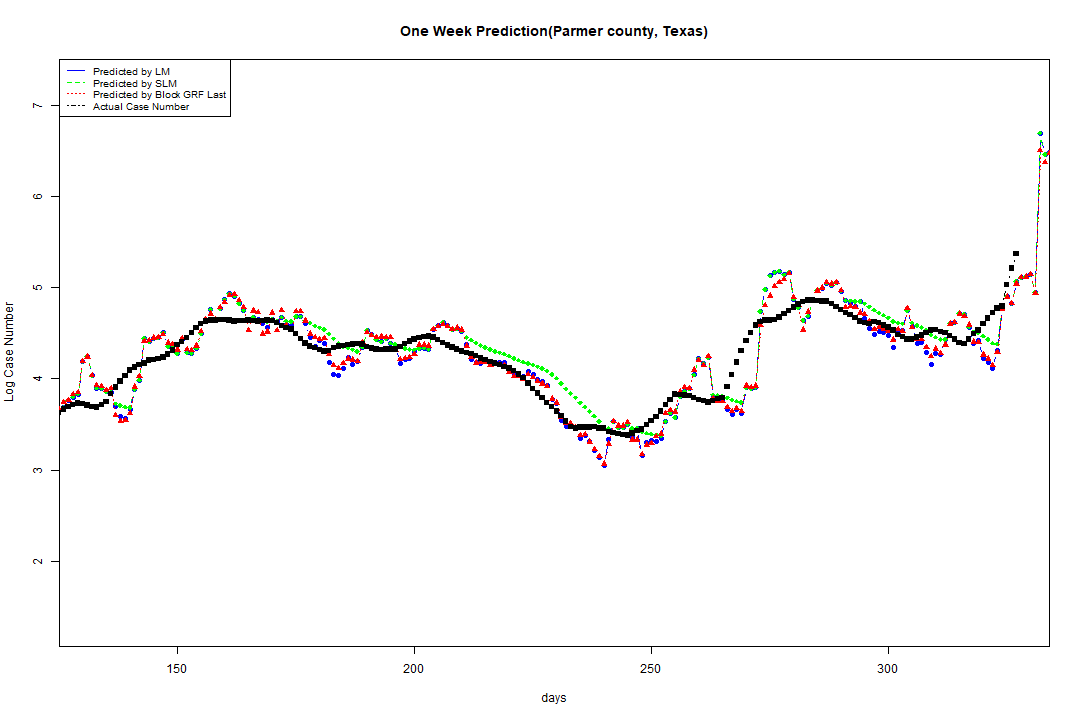 One Week Prediction(Parmer county, Texas)
Predicted by LM
Predicted by SLM
Predicted by Block GRF Last
Actual Case Number
7
6
5
4
3
2
Log Case Number
150 200 250 300
days